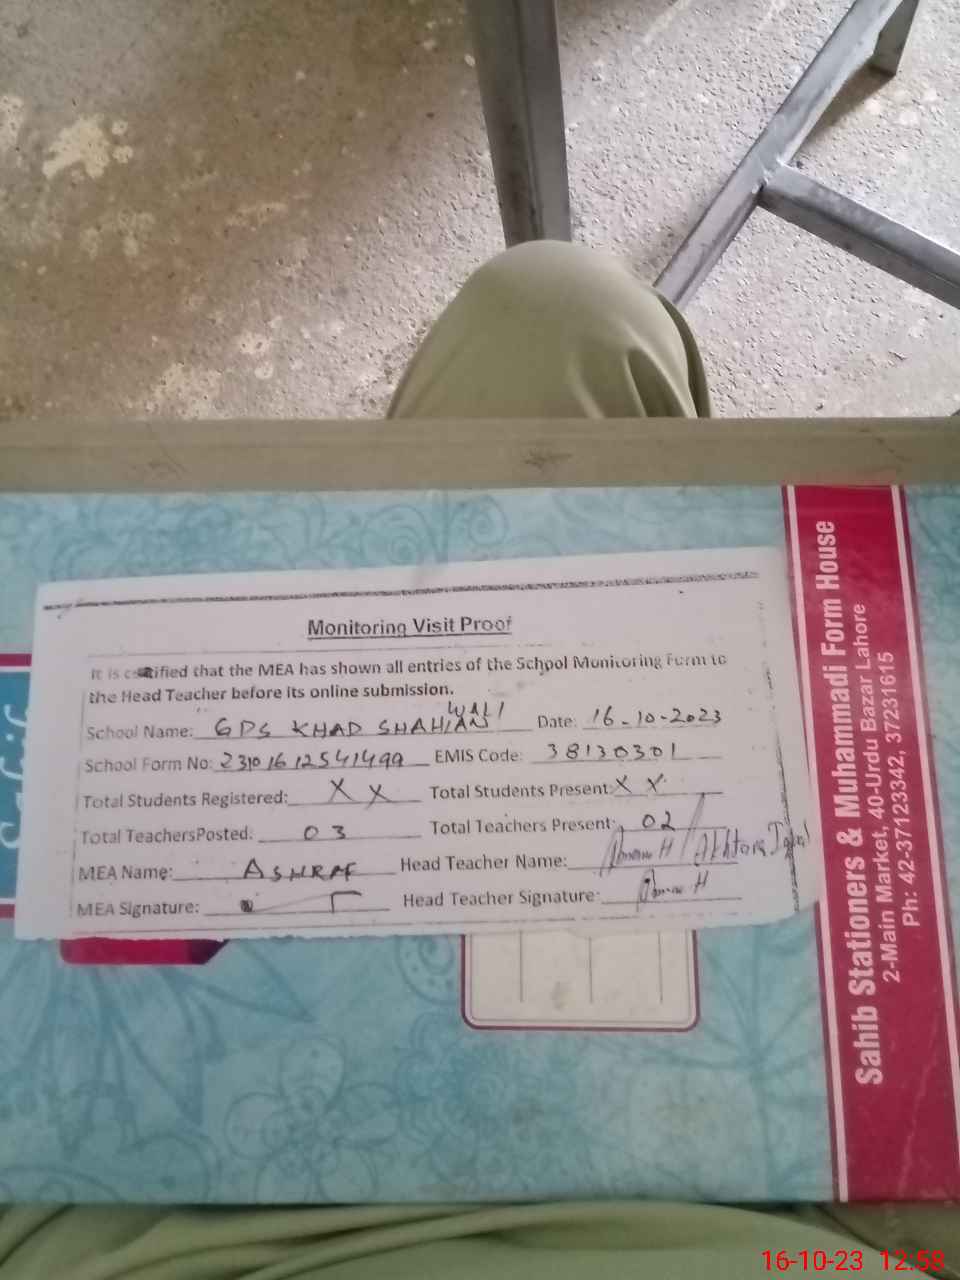 Monitoring Visit Proof
It is certified that the MEA has shown all entries of the School Monitoring Form to
the Head Teacher before its online submission.
School Name: GPS KHAD SHAHIAN WALI Date: 16-10-2023
School Form No: 23101612541499 EMIS Code: 38130301
Total Students Registered: X X Total Students Present: X X
Total TeachersPosted: 03 Total Teachers Present: 02
MEA Name: ASHRAF Head Teacher Name:
MEA Signature: Head Teacher Signature:
Sahib Stationers & Muhammadi Form House
2-Main Market, 40-Urdu Bazar Lahore
Ph: 42-37123342, 37231615
16-10-23 12:58